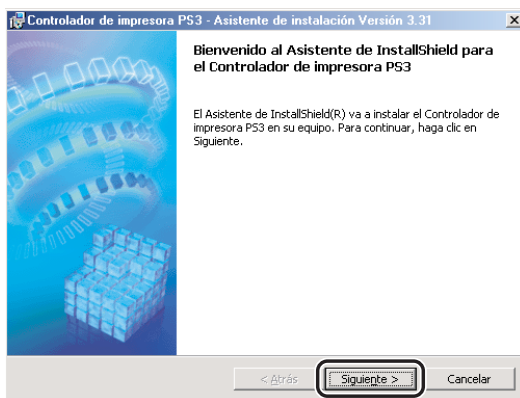 Controlador de impresora PS3 - Asistente de instalación Versión 3.31
Bienvenido al Asistente de InstallShield para
el Controlador de impresora PS3
El Asistente de InstallShield(R) va a instalar el Controlador de
impresora PS3 en su equipo. Para continuar, haga clic en
Siguiente.
< Atrás
Siguiente >
Cancelar